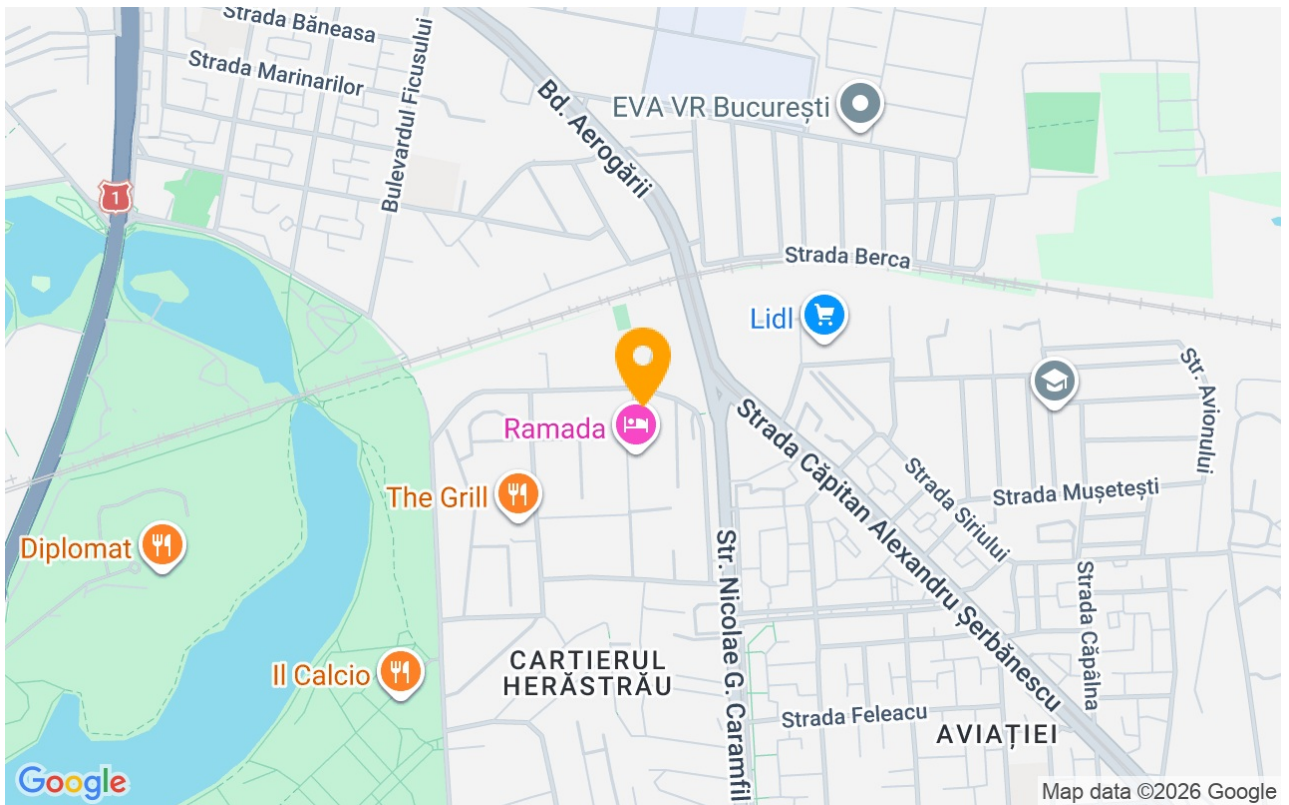 Strada Băneasa
Strada Marinarilor
Bulevardul Ficusului
Bd. Aerogării
EVA VR București
1
Strada Berca
Lidl
Str. Avionului
Ramada
The Grill
Strada Căpitan Alexandru Șerbănescu
Strada Siriului
Strada Mușetești
Diplomat
Str. Nicolae G. Caramfil
Strada Căpâlna
Il Calcio
CARTIERUL
HERĂSTRĂU
Strada Feleacu
AVIAȚIEI
Google
Map data ©2026 Google